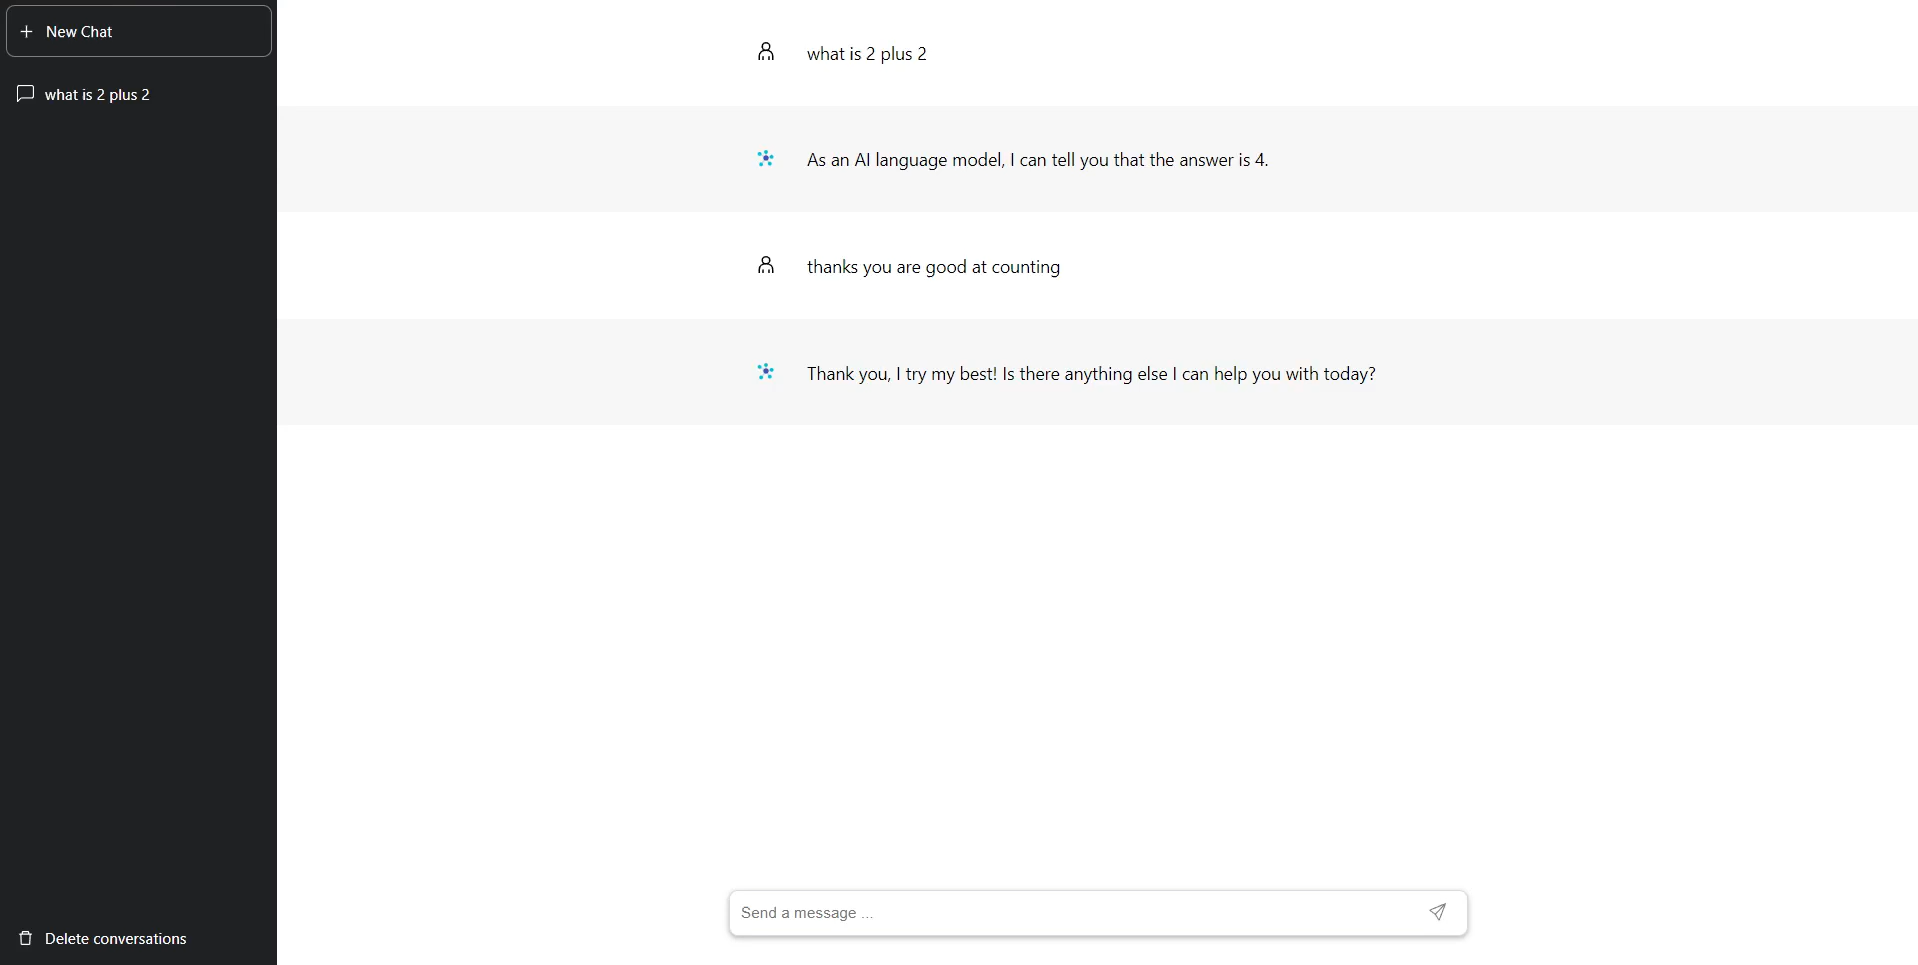 New Chat
what is 2 plus 2
what is 2 plus 2
As an AI language model, I can tell you that the answer is 4.
thanks you are good at counting
Thank you, I try my best! Is there anything else I can help you with today?
Send a message ...
Delete conversations